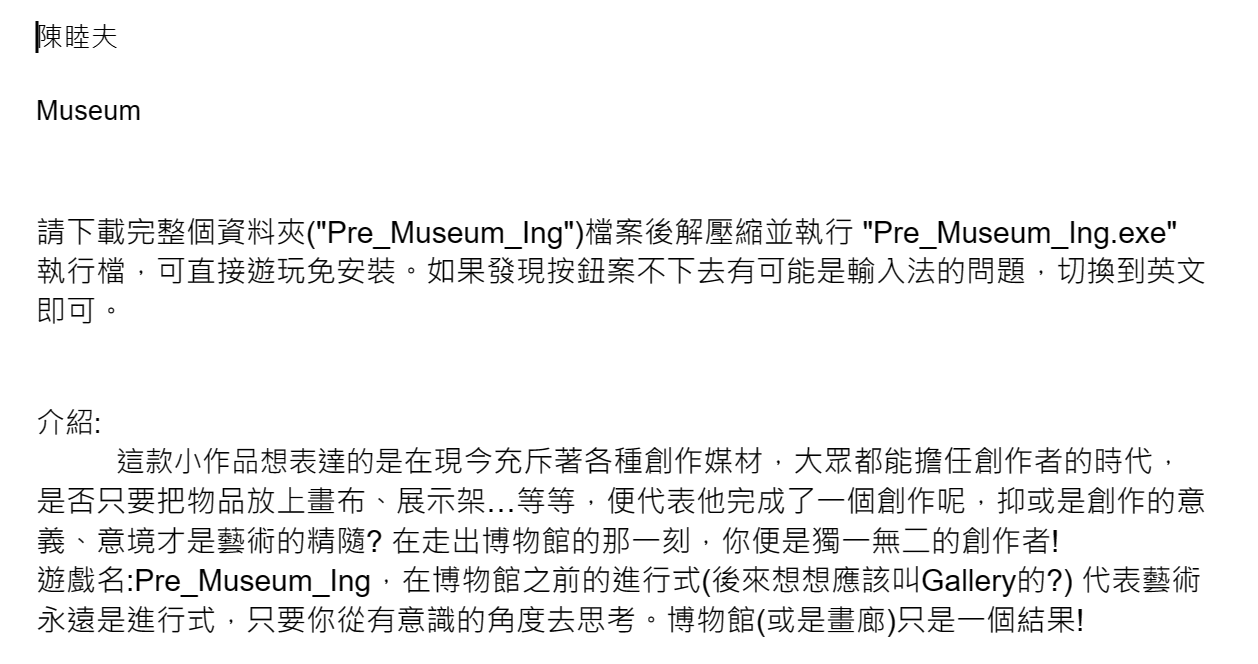 陳睦夫
Museum
請下載完整個資料夾("Pre_Museum_Ing")檔案後解壓縮並執行 "Pre_Museum_Ing.exe"
執行檔，可直接遊玩免安裝。如果發現按鈕案不下去有可能是輸入法的問題，切換到英文
即可。
介紹:
這款小作品想表達的是在現今充斥著各種創作媒材，大眾都能擔任創作者的時代，
是否只要把物品放上畫布、展示架...等等，便代表他完成了一個創作呢，抑或是創作的意
義、意境才是藝術的精隨? 在走出博物館的那一刻，你便是獨一無二的創作者!
遊戲名:Pre_Museum_Ing，在博物館之前的進行式(後來想想應該叫Gallery的?) 代表藝術
永遠是進行式，只要你從有意識的角度去思考。博物館(或是畫廊)只是一個結果!